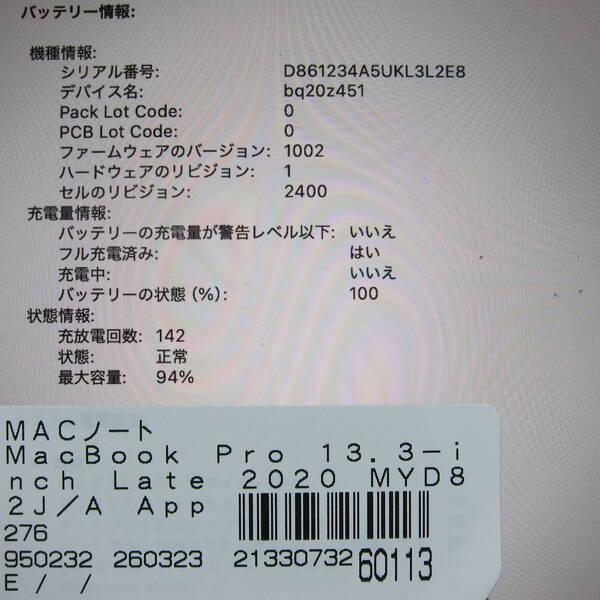 バッテリー情報:
機種情報:
シリアル番号: D861234A5UKL3L2E8
デバイス名: bq20z451
Pack Lot Code: 0
PCB Lot Code: 0
ファームウェアのバージョン: 1002
ハードウェアのリビジョン: 1
セルのリビジョン: 2400
充電量情報:
バッテリーの充電量が警告レベル以下: いいえ
フル充電済み: はい
充電中: いいえ
バッテリーの状態 (%): 100
状態情報:
充放電回数: 142
状態: 正常
最大容量: 94%
MACノート
MacBook Pro 13.3-i
nch Late 2020 MYD8
2J/A App
276
950232 260323 21330732 60113
E / /